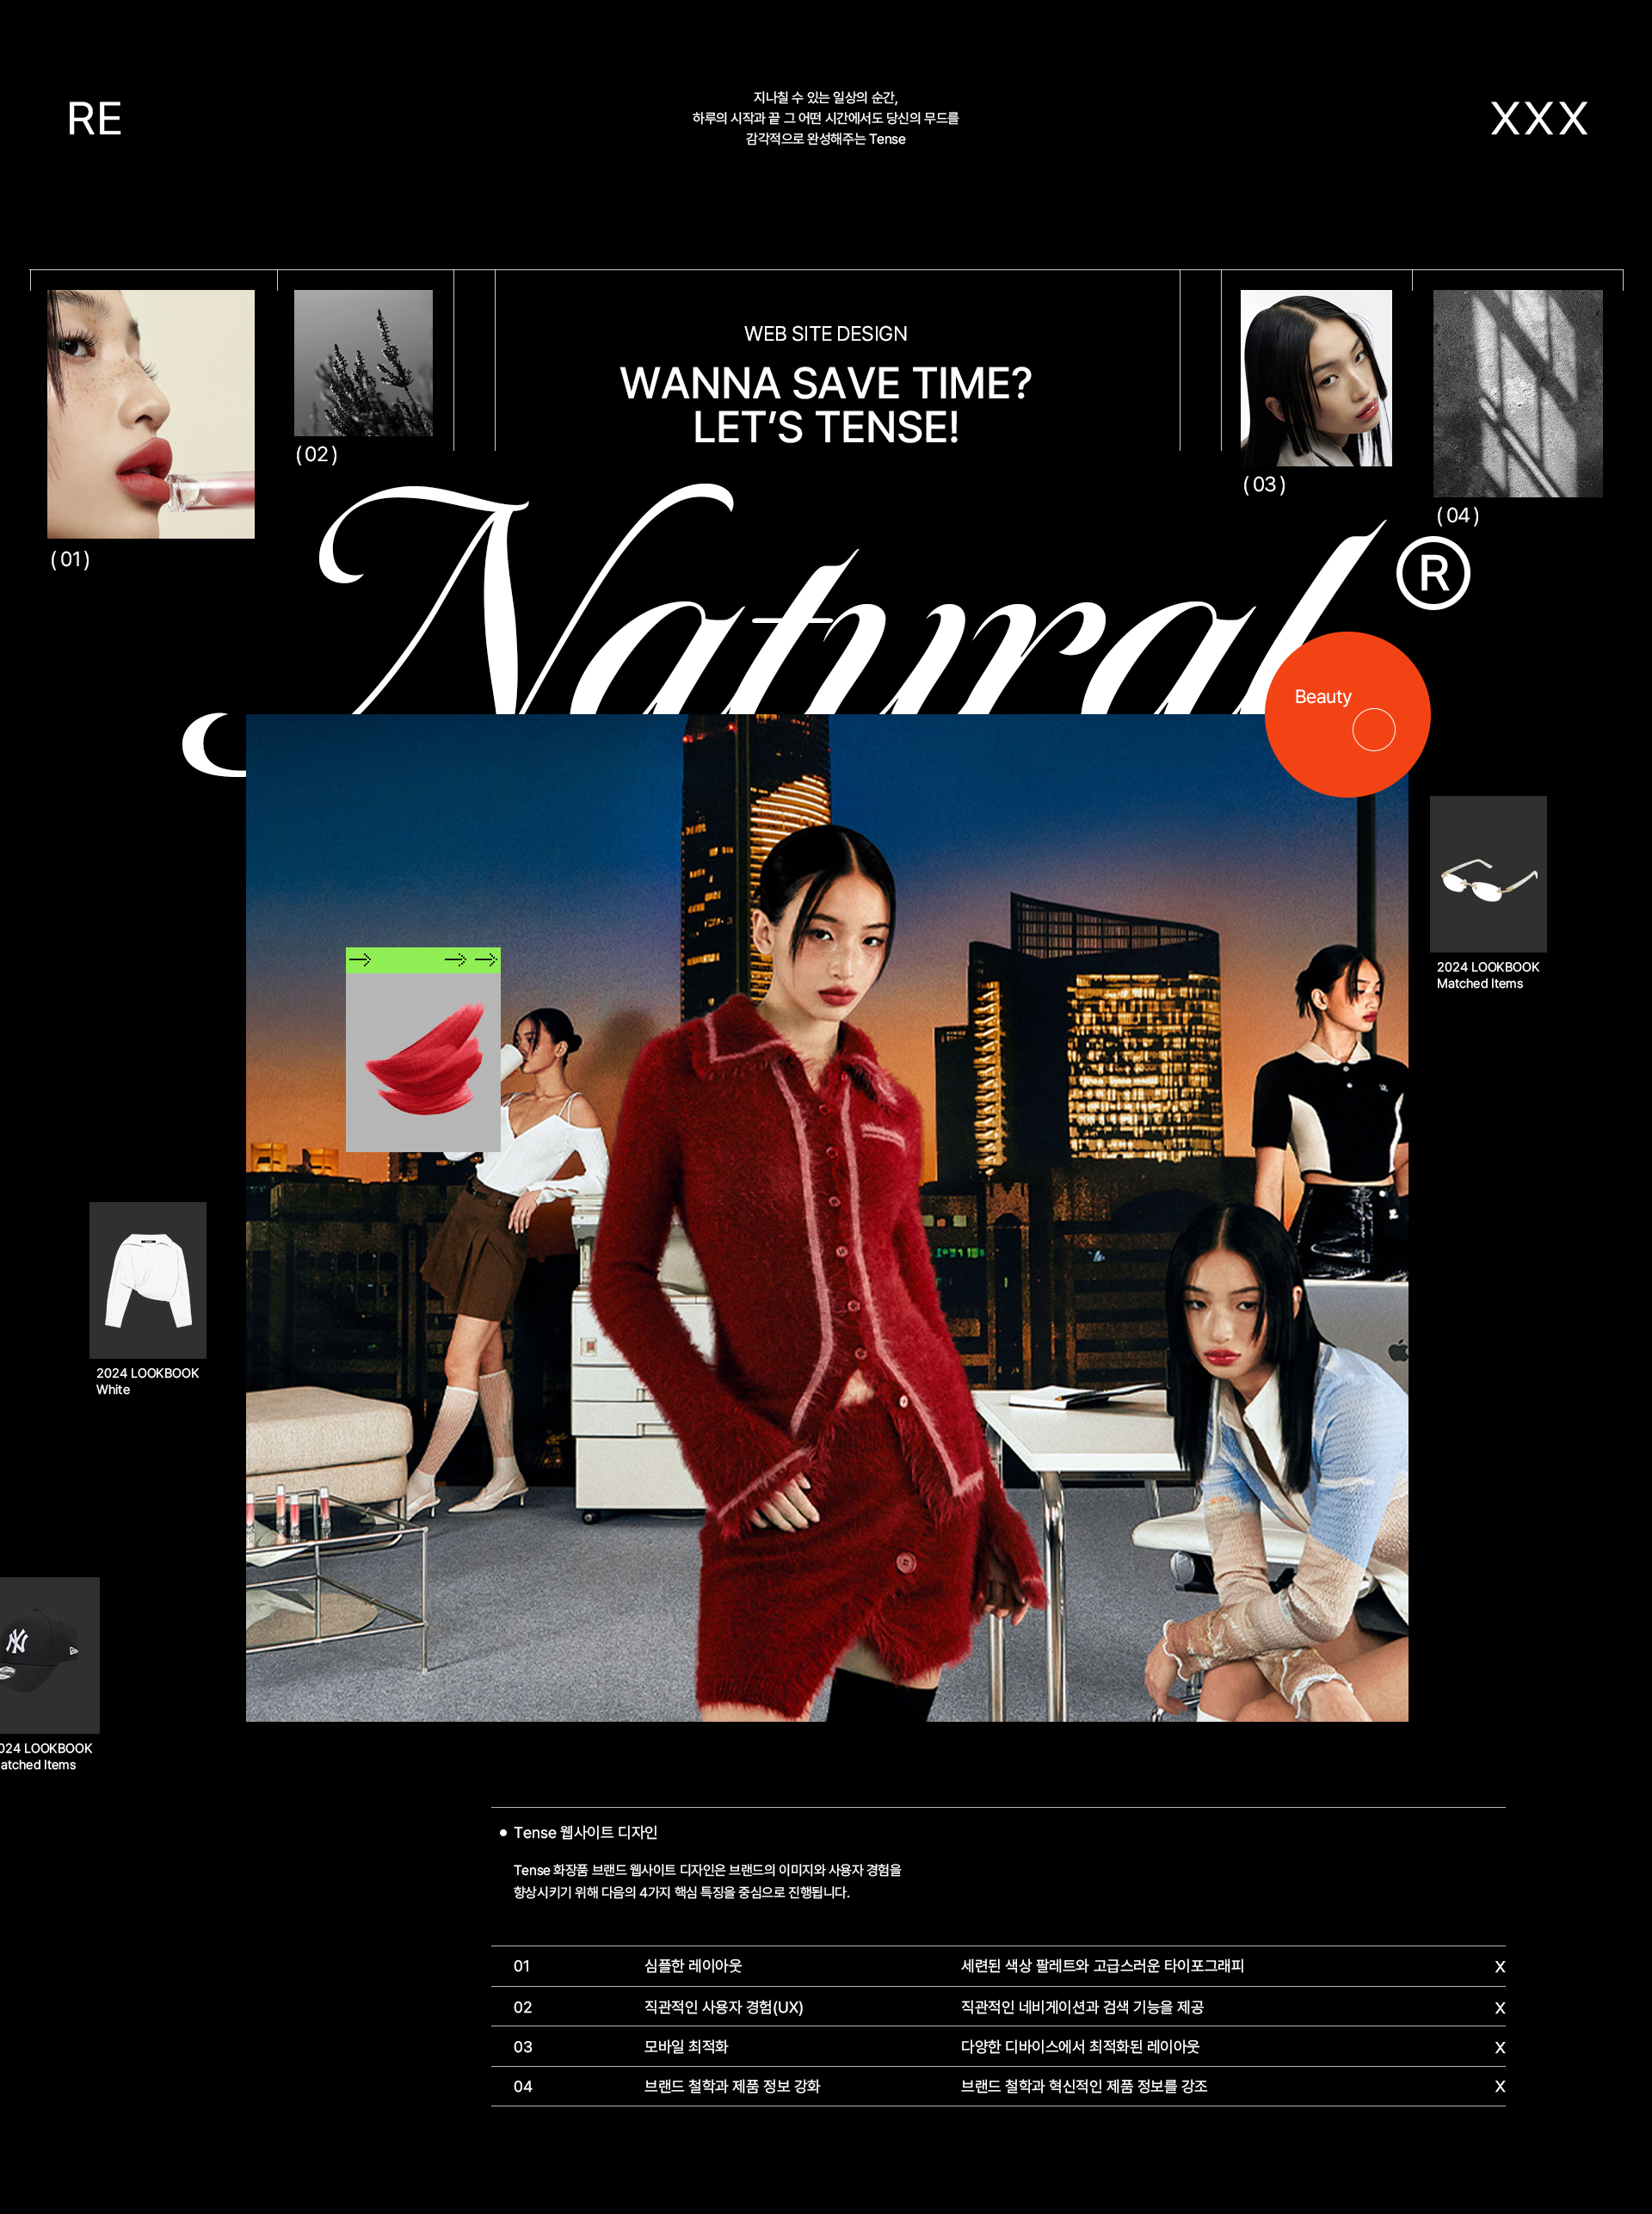 RE
지나칠 수 있는 일상의 순간,
하루의 시작과 끝 그 어떤 시간에서도 당신의 무드를
감각적으로 완성해주는 Tense
XXX
WEB SITE DESIGN
WANNA SAVE TIME?
LET’S TENSE!
(01)
(02)
(03)
(04)
Natural
®
Beauty
2024 LOOKBOOK
Matched Items
2024 LOOKBOOK
White
NY
024 LOOKBOOK
atched Items
Tense 웹사이트 디자인
Tense 화장품 브랜드 웹사이트 디자인은 브랜드의 이미지와 사용자 경험을
향상시키기 위해 다음의 4가지 핵심 특징을 중심으로 진행됩니다.
01 심플한 레이아웃 세련된 색상 팔레트와 고급스러운 타이포그래피 X
02 직관적인 사용자 경험(UX) 직관적인 네비게이션과 검색 기능을 제공 X
03 모바일 최적화 다양한 디바이스에서 최적화된 레이아웃 X
04 브랜드 철학과 제품 정보 강화 브랜드 철학과 혁신적인 제품 정보를 강조 X